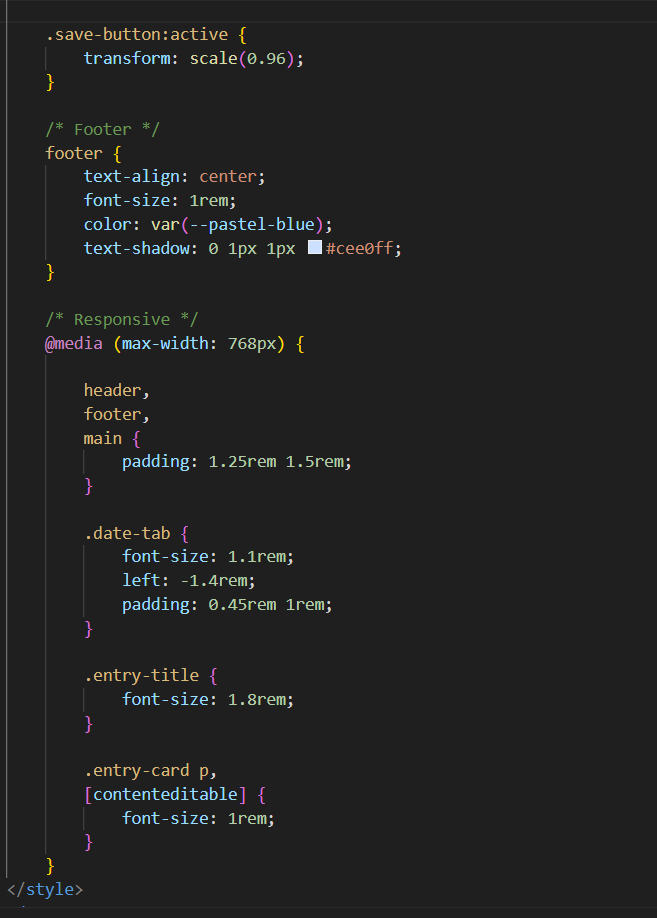 .save-button:active {
transform: scale(0.96);
}
/* Footer */
footer {
text-align: center;
font-size: 1rem;
color: var(--pastel-blue);
text-shadow: 0 1px 1px #cee0ff;
}
/* Responsive */
@media (max-width: 768px) {
header,
footer,
main {
padding: 1.25rem 1.5rem;
}
.date-tab {
font-size: 1.1rem;
left: -1.4rem;
padding: 0.45rem 1rem;
}
.entry-title {
font-size: 1.8rem;
}
.entry-card p,
[contenteditable] {
font-size: 1rem;
}
}
</style>